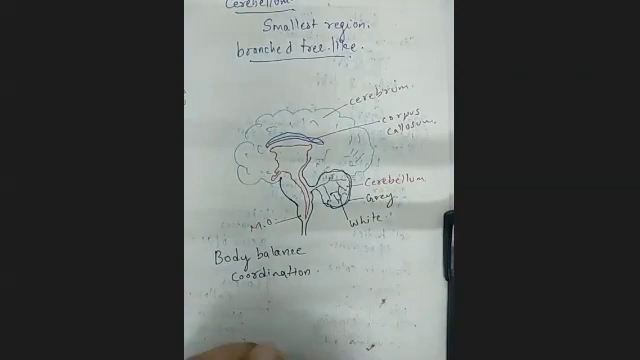 Cerebellum
Smallest region.
branched tree like.
Cerebrum
Corpus
Callosum.
Cerebellum
Grey
White
M.O
Body balance
coordination.